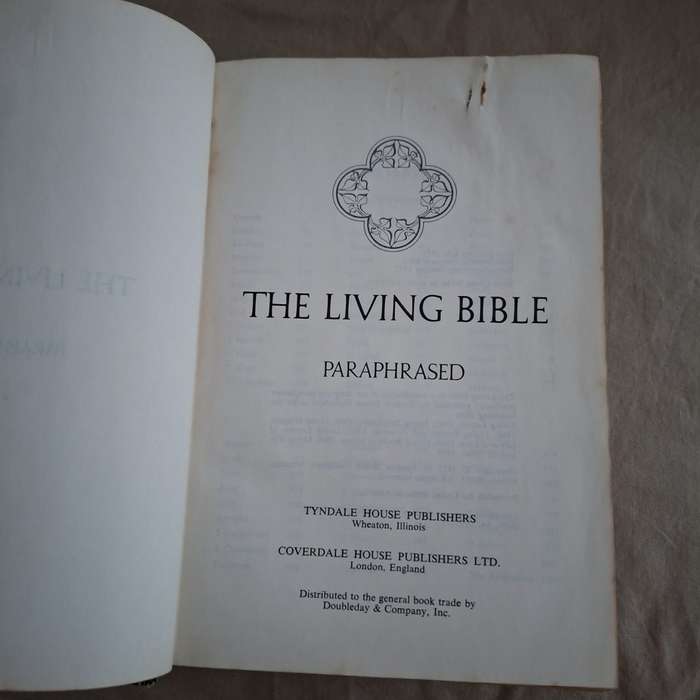 THE LIVING BIBLE
PARAPHRASED
TYNDALE HOUSE PUBLISHERS
Wheaton, Illinois
COVERDALE HOUSE PUBLISHERS LTD.
London, England
Distributed to the general book trade by
Doubleday & Company, Inc.